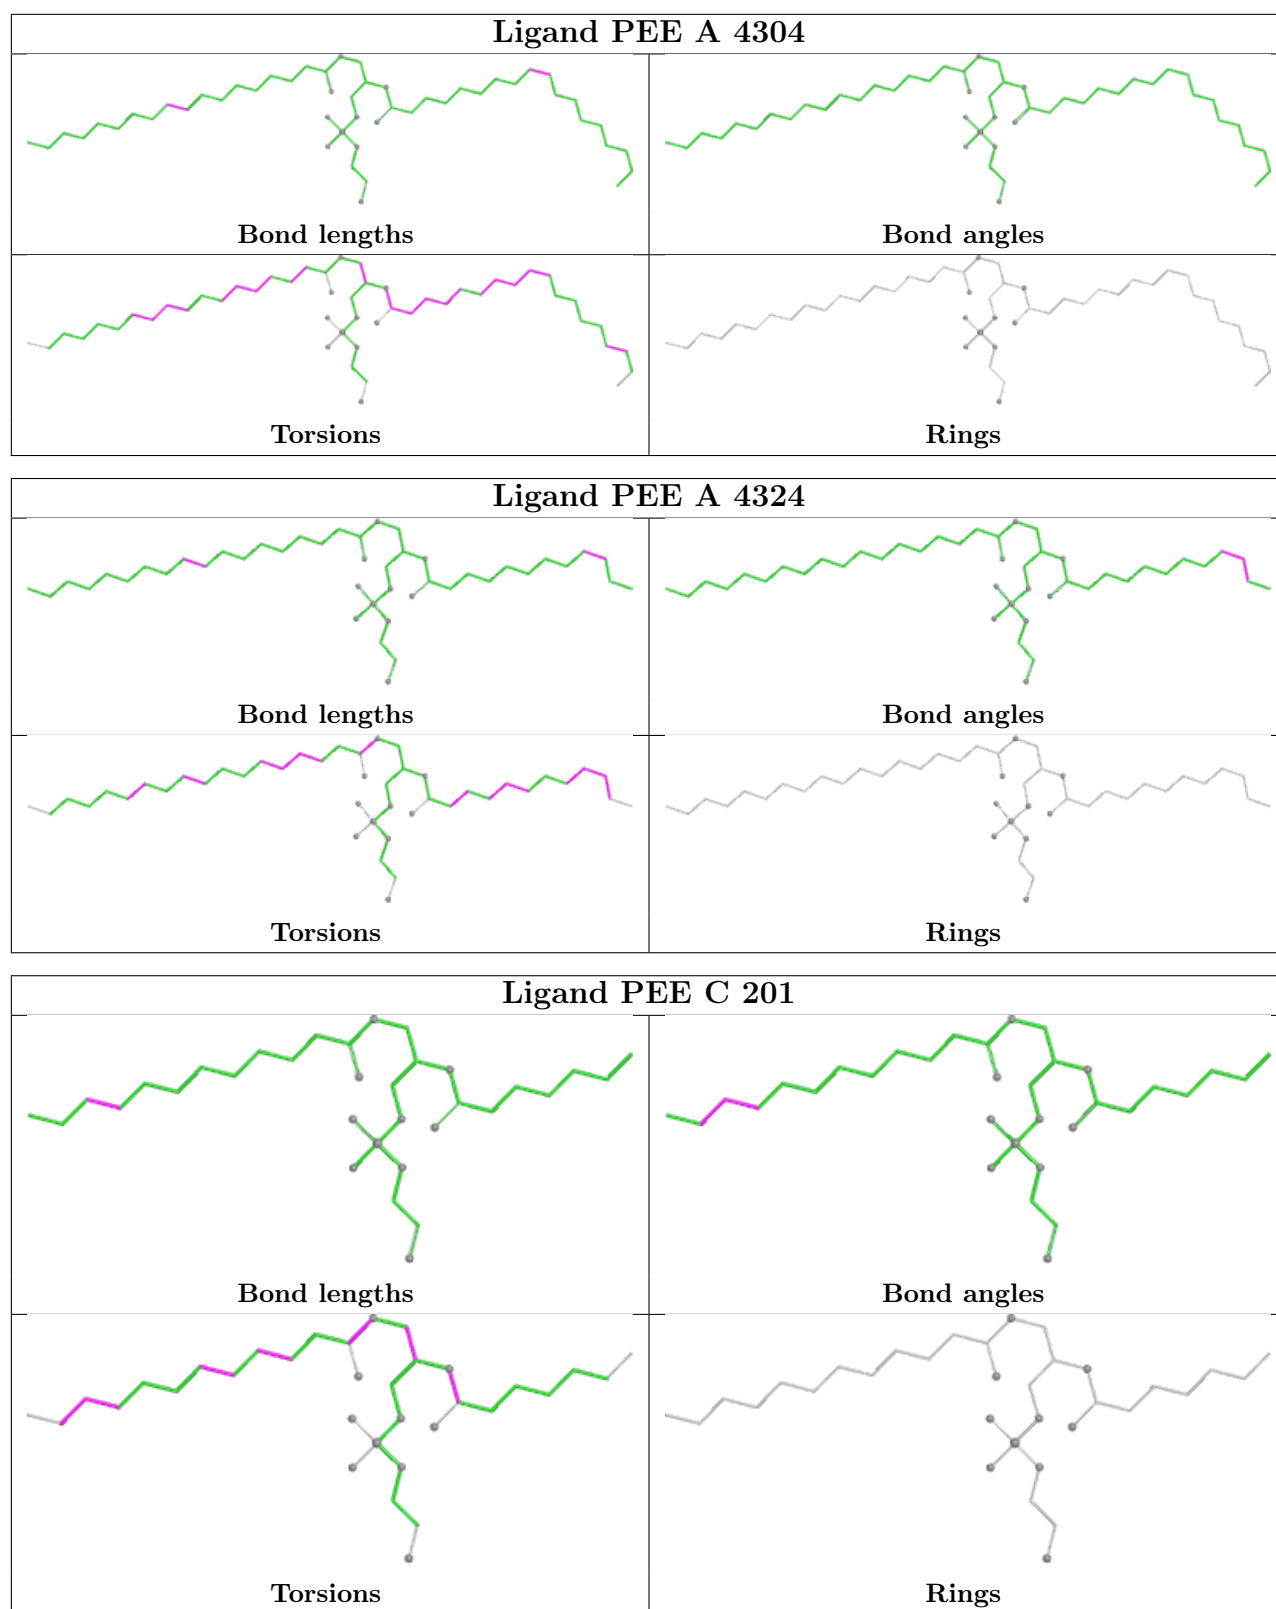 Ligand PEE A 4304
Bond lengths
Bond angles
Torsions
Rings
Ligand PEE A 4324
Bond lengths
Bond angles
Torsions
Rings
Ligand PEE C 201
Bond lengths
Bond angles
Torsions
Rings